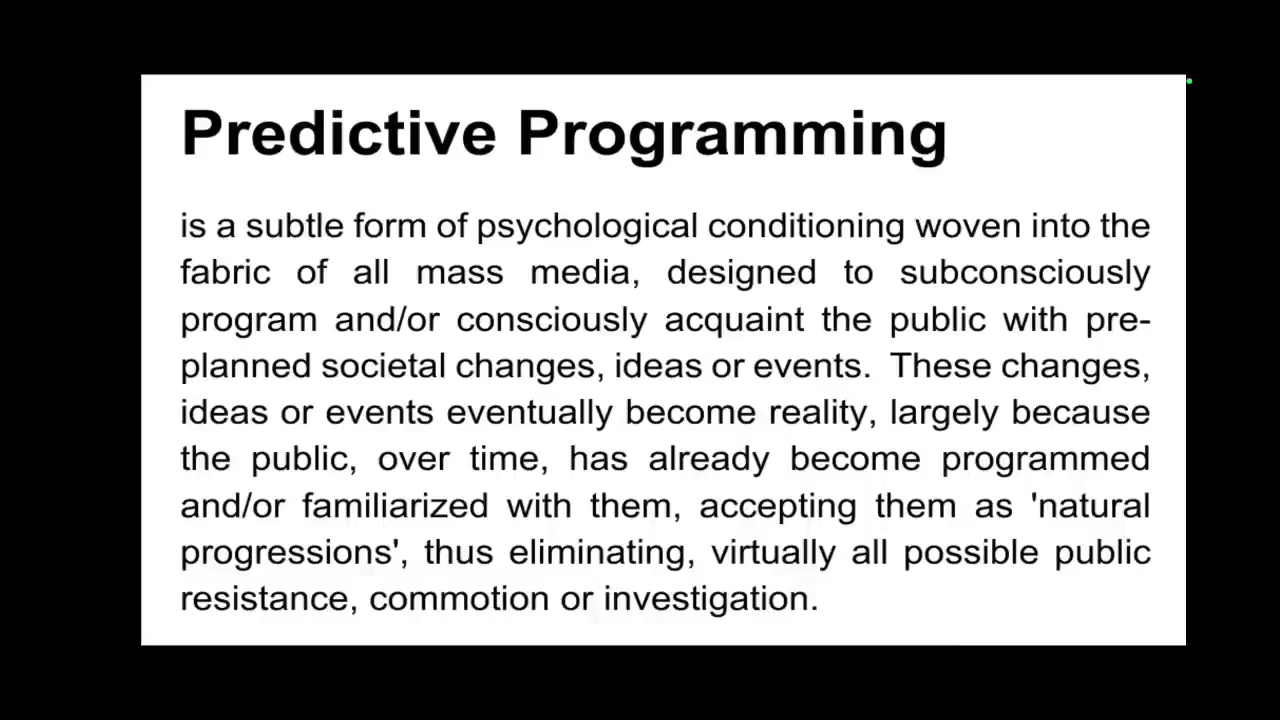 Predictive Programming
is a subtle form of psychological conditioning woven into the
fabric of all mass media, designed to subconsciously
program and/or consciously acquaint the public with pre-
planned societal changes, ideas or events.  These changes,
ideas or events eventually become reality, largely because
the public, over time, has already become programmed
and/or familiarized with them, accepting them as 'natural
progressions', thus eliminating, virtually all possible public
resistance, commotion or investigation.